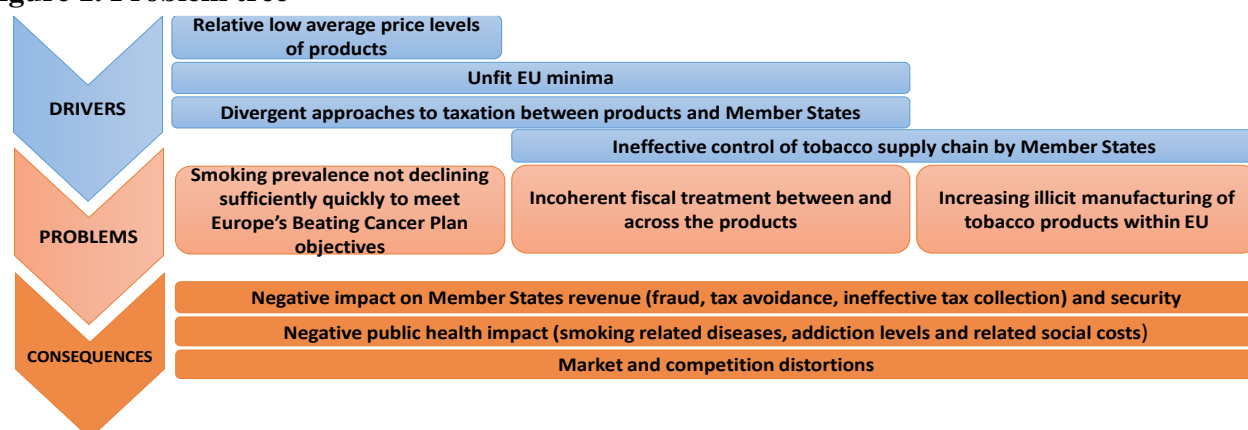 Relative low average price levels
of products
Unfit EU minima
DRIVERS
Divergent approaches to taxation between products and Member States
Ineffective control of tobacco supply chain by Member States
Smoking prevalence not declining
sufficiently quickly to meet
Europe's Beating Cancer Plan
objectives
Incoherent fiscal treatment between and
across the products
Increasing illicit manufacturing of
tobacco products within EU
PROBLEMS
Negative impact on Member States revenue (fraud, tax avoidance, ineffective tax collection) and security
Negative public health impact (smoking related diseases, addiction levels and related social costs)
CONSEQUENCES
Market and competition distortions